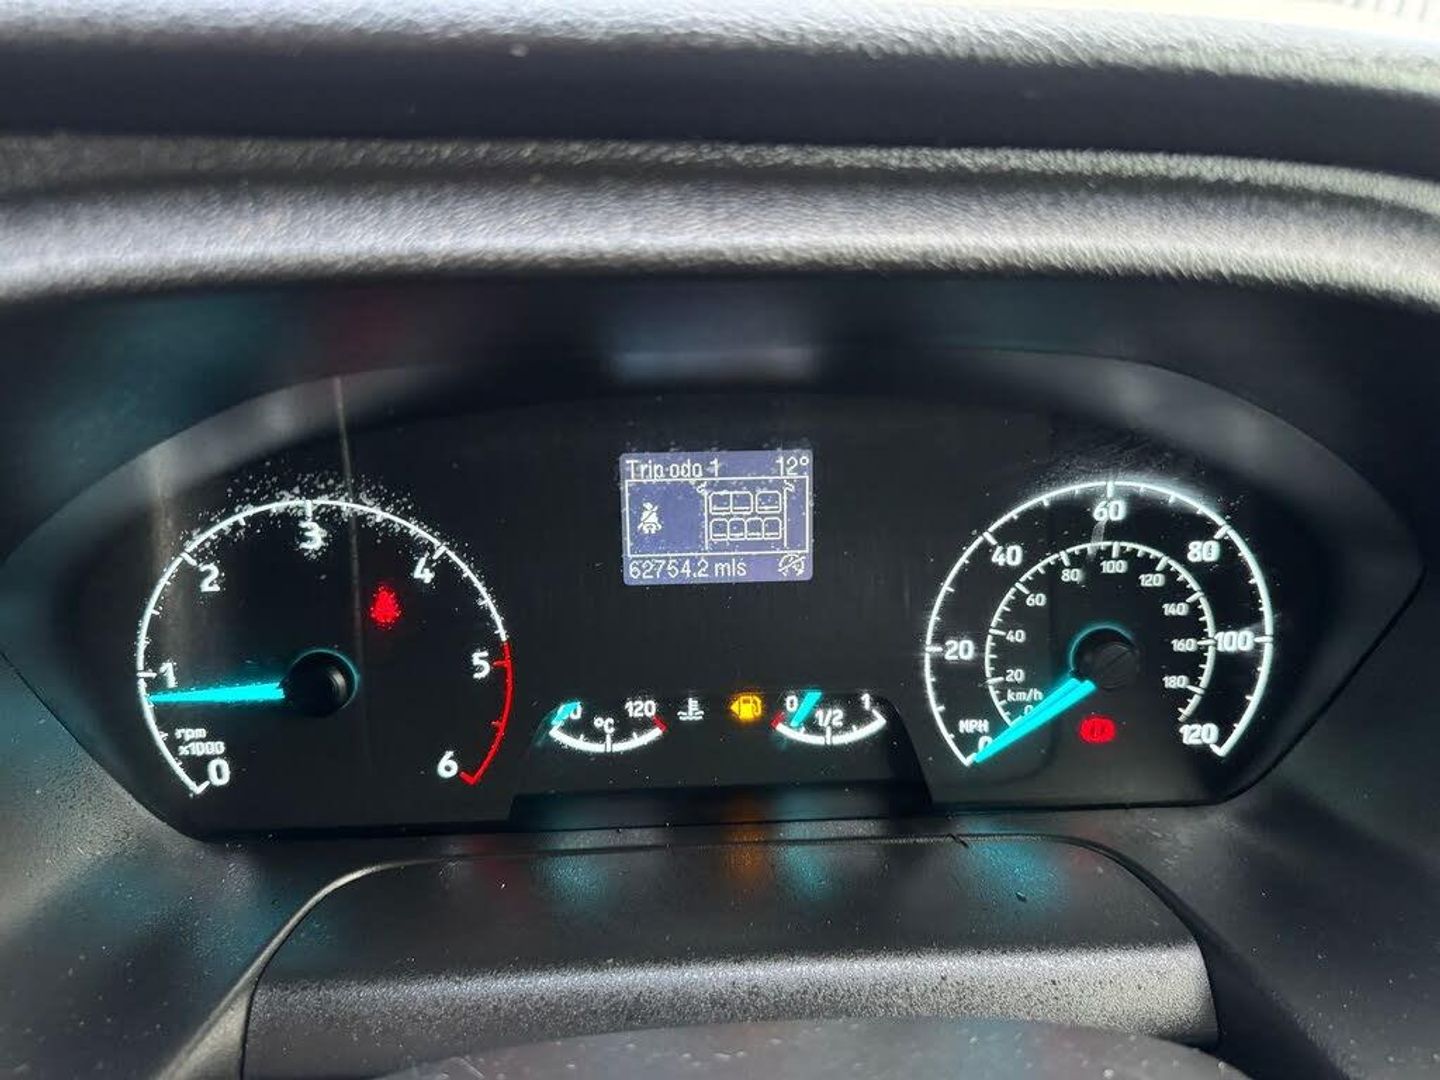 Trip odo 1 12°
62754.2 mls
0 1 2 3 4 5 6
rpm
x1000
120
°C
0 1/2 1
0 20 40 60 80 100 120
MPH
20 40 60 80 100 120 140 160 180
km/h